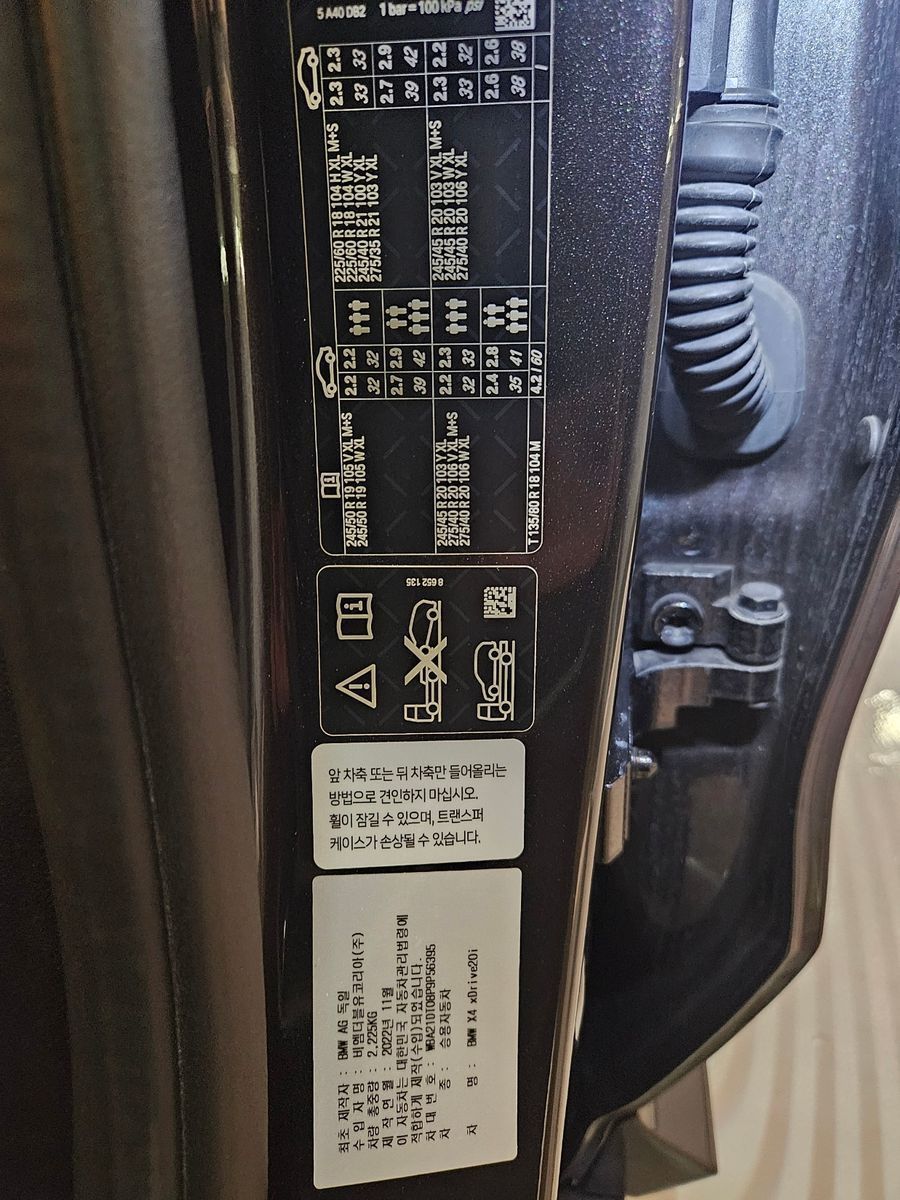 5 A40 DB2 1 bar = 100 kPa /psi
245/50 R 19 105 Y XL M+S
245/50 R 19 105 W XL
2.2 2.2
32 32
2.7 2.9
39 42
225/60 R 18 104 H XL M+S
225/60 R 18 104 W XL
245/40 R 21 100 Y XL
275/35 R 21 103 Y XL
2.3 2.3
33 33
2.7 2.9
39 42
245/45 R 20 103 Y XL
275/40 R 20 106 Y XL M+S
275/40 R 20 106 W XL
2.2 2.3
32 33
2.4 2.8
35 41
245/45 R 20 103 Y XL M+S
245/45 R 20 103 W XL
275/40 R 20 106 Y XL
2.3 2.2
33 32
2.6 2.6
38 38
T 135/80 R 18 104 M 4.2 / 60
8 652 135
앞 차축 또는 뒤 차축만 들어올리는
방법으로 견인하지 마십시오.
휠이 잠길 수 있으며, 트랜스퍼
케이스가 손상될 수 있습니다.
최초 제작자 : BMW AG 독일
수 입 자 명 : 비엠더블유코리아(주)
차량 총중량 : 2,225KG
제 작 연 월 : 2022년 11월
이 자동차는 대한민국 자동차관리법령에
적합하게 제작(수입)되었습니다.
차 대 번 호 :
차 종 : 승용자동차
차 명 : BMW X4 xDrive20i